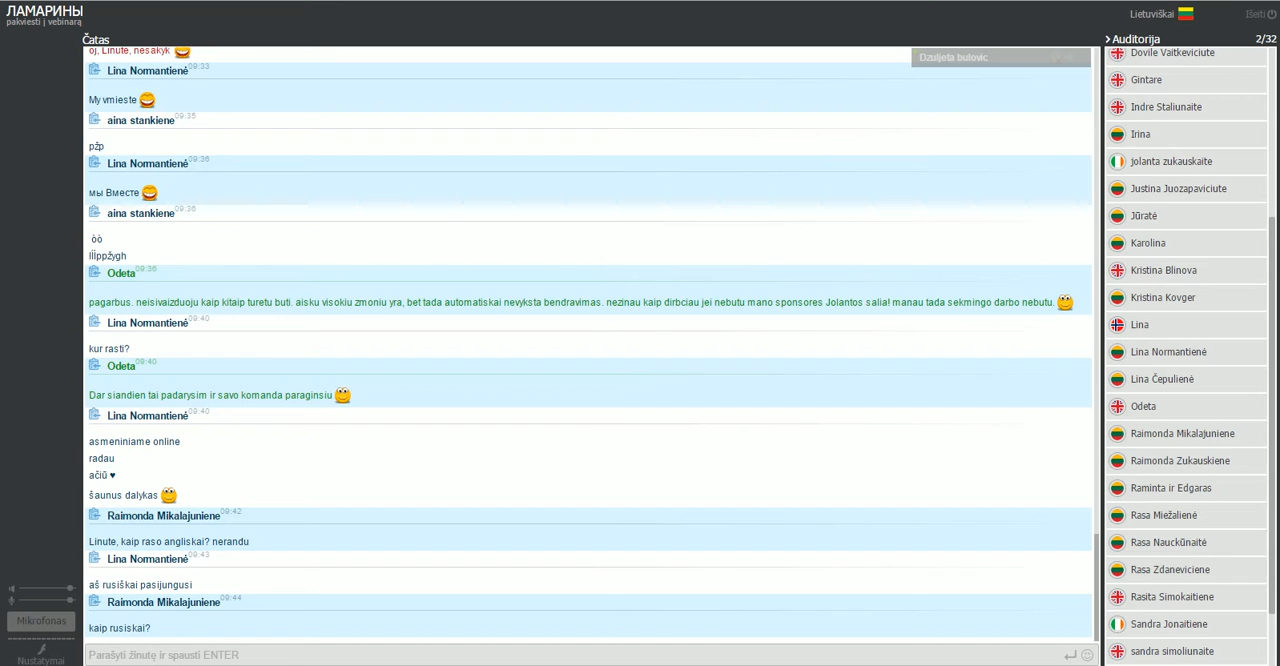 ЛАМАРИНЫ
pakviesti į vebinarą
Lietuviškai
Išeiti
Čatas
Auditorija
2/32
oj, Linute, nesakyk
Dzuljeta bulovic
Lina Normantienė 09:33
My vmieste
aina stankiene 09:35
pžp
Lina Normantienė 09:36
мы Вместе
aina stankiene 09:36
òò
lÌÌppžygh
Odeta 09:36
pagarbus. neisivaizduoju kaip kitaip turetu buti. aisku visokiu zmoniu yra, bet tada automatiskai nevyksta bendravimas. neznau kaip dirbciau jei nebutu mano sponsores Jolantos salia! manau tada sekmingo darbo nebutu.
Lina Normantienė 09:40
kur rasti?
Odeta 09:40
Dar siandien tai padarysim ir savo komanda paraginsiu
Lina Normantienė 09:40
asmeniniame online
radau
ačiū ♥
šaunus dalykas
Raimonda Mikalajuniene 09:42
Linute, kaip raso angliskai? nerandu
Lina Normantienė 09:43
aš rusiškai pasijungusi
Raimonda Mikalajuniene 09:44
kaip rusiskai?
Parašyti žinutę ir spausti ENTER
Mikrofonas
Nustatymai
Dovile Vaitkeviciute
Gintare
Indre Staliunaite
Irina
jolanta zukauskaite
Justina Juozapaviciute
Jūratė
Karolina
Kristina Blinova
Kristina Kovger
Lina
Lina Normantienė
Lina Čepulienė
Odeta
Raimonda Mikalajuniene
Raimonda Zukauskiene
Raminta ir Edgaras
Rasa Miežalienė
Rasa Nauckūnaitė
Rasa Zdaneviciene
Rasita Simokaitiene
Sandra Jonaitiene
sandra simoliunaite